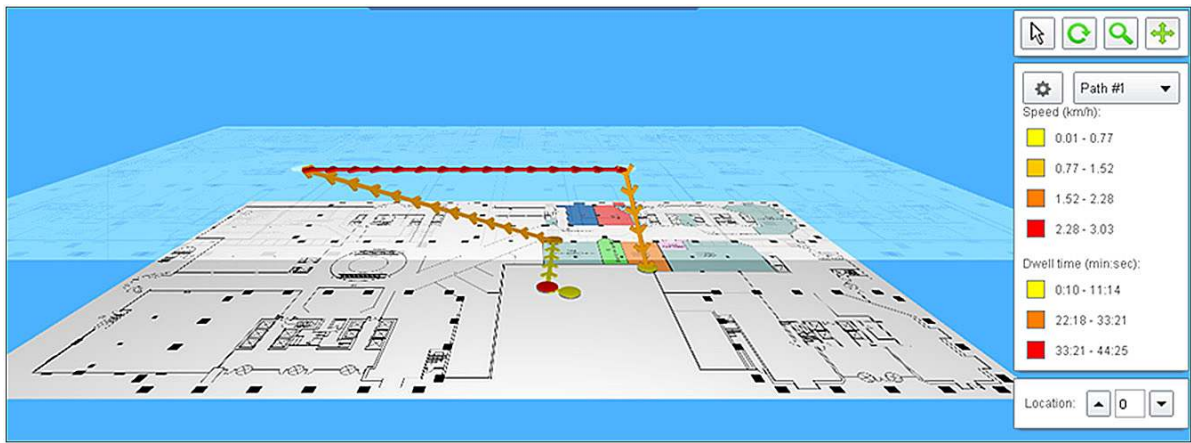 Path #1
Speed (km/h):
0.01 - 0.77
0.77 - 1.52
1.52 - 2.28
2.28 - 3.03
Dwell time (min:sec):
0:10 - 11:14
22:18 - 33:21
33:21 - 44:25
Location: 0